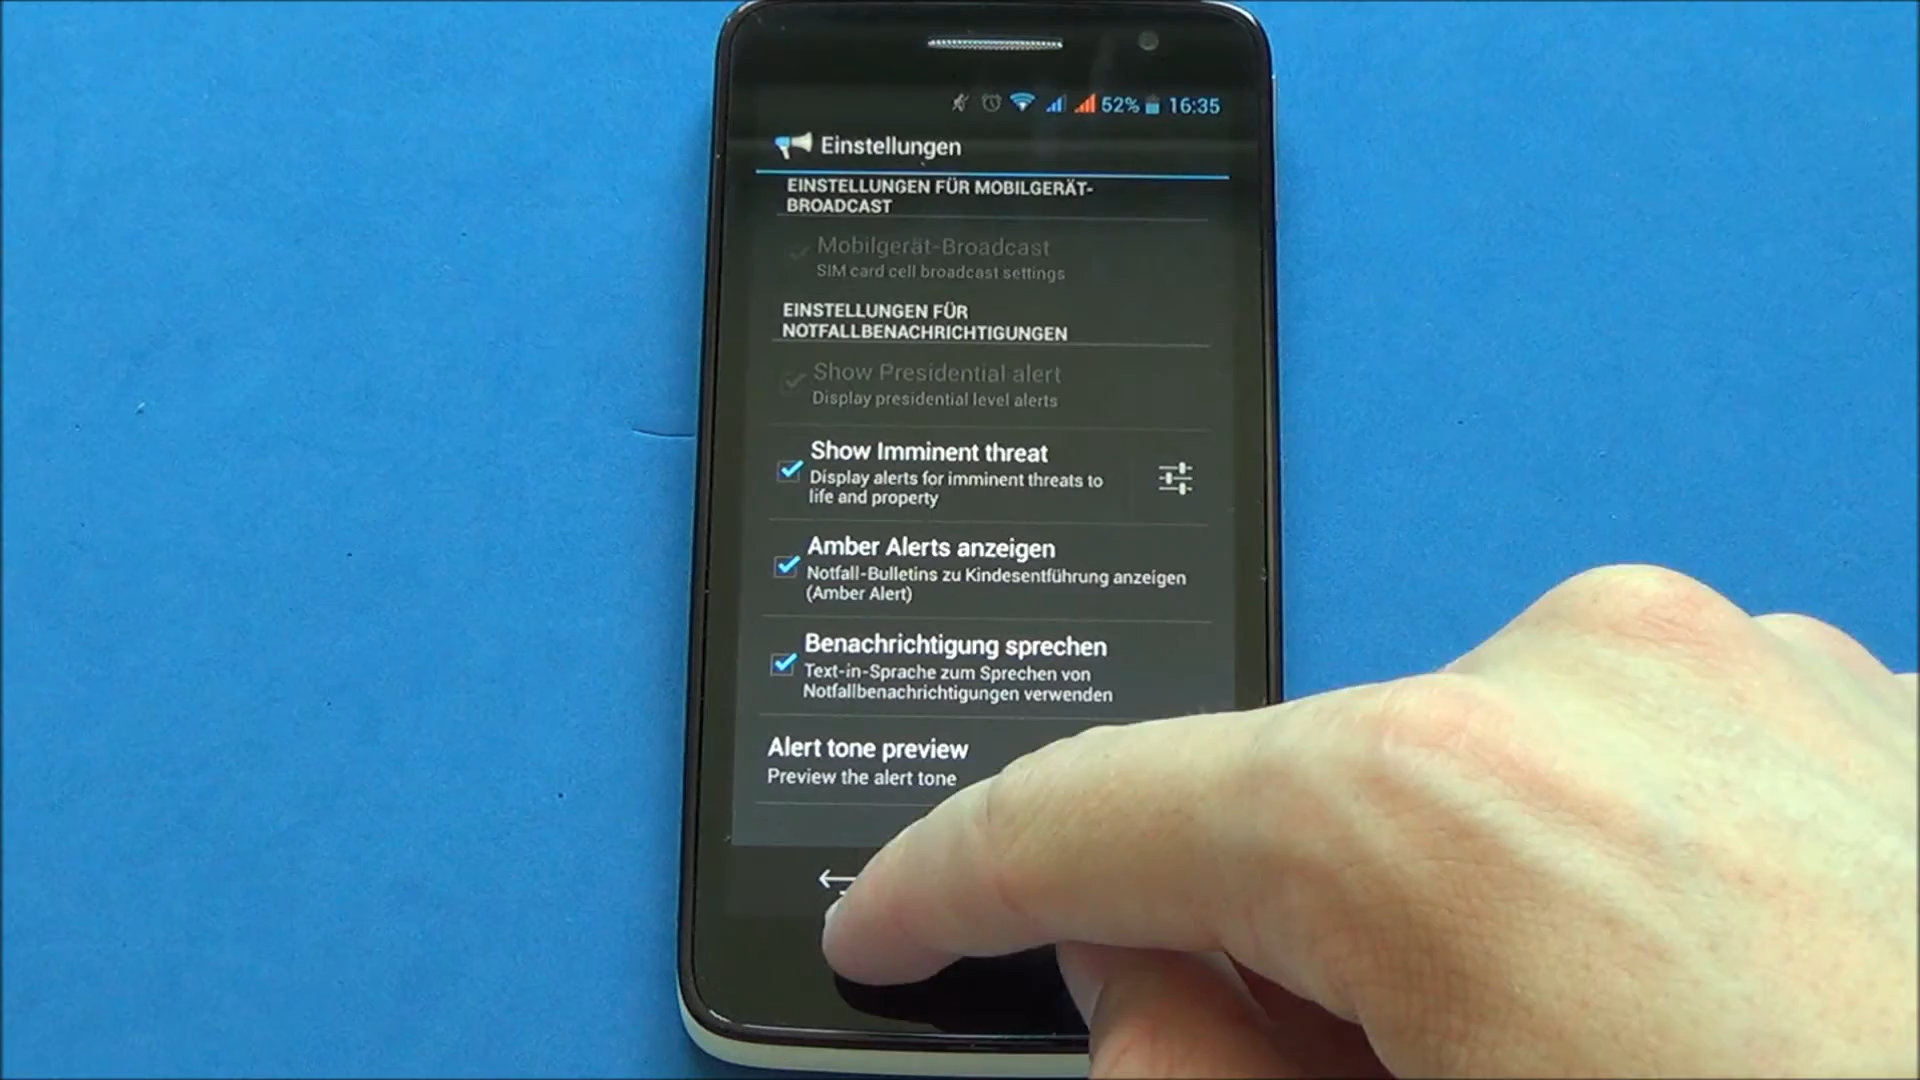 52% 16:35
Einstellungen
EINSTELLUNGEN FÜR MOBILGERÄT-
BROADCAST
Mobilgerät-Broadcast
SIM card cell broadcast settings
EINSTELLUNGEN FÜR
NOTFALLBENACHRICHTIGUNGEN
Show Presidential alert
Display presidential level alerts
Show Imminent threat
Display alerts for imminent threats to
life and property
Amber Alerts anzeigen
Notfall-Bulletins zu Kindesentführung anzeigen
(Amber Alert)
Benachrichtigung sprechen
Text-in-Sprache zum Sprechen von
Notfallbenachrichtigungen verwenden
Alert tone preview
Preview the alert tone